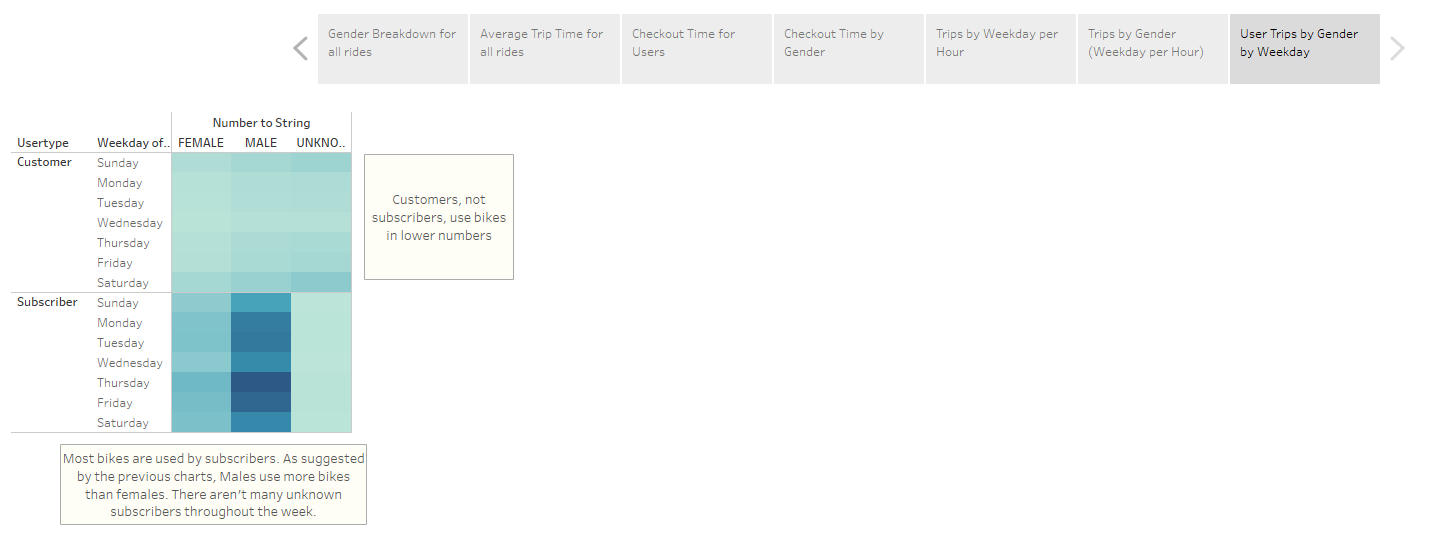 Gender Breakdown for
all rides
Average Trip Time for
all rides
Checkout Time for
Users
Checkout Time by
Gender
Trips by Weekday per
Hour
Trips by Gender
(Weekday per Hour)
User Trips by Gender
by Weekday
Number to String
Usertype Weekday of.. FEMALE MALE UNKNO..
Customer Sunday
Monday
Tuesday
Wednesday
Thursday
Friday
Saturday
Subscriber Sunday
Monday
Tuesday
Wednesday
Thursday
Friday
Saturday
Customers, not
subscribers, use bikes
in lower numbers
Most bikes are used by subscribers. As suggested
by the previous charts, Males use more bikes
than females. There aren't many unknown
subscribers throughout the week.